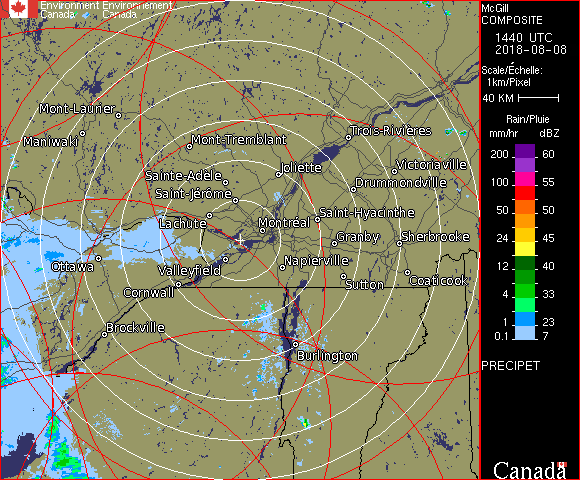 Environment Environnement
Canada Canada
Mont-Laurier
Maniwaki
Mont-Tremblant
Trois-Rivières
Sainte-Adèle
Joliette
Victoriaville
Saint-Jérôme
Drummondville
Lachute
Saint-Hyacinthe
Montréal
Granby
Sherbrooke
Ottawa
Valleyfield
Napierville
Cornwall
Sutton
Coaticook
Brockville
Burlington
McGill
COMPOSITE
1440 UTC
2018-08-08
Scale/Échelle:
1km/Pixel
40 KM
Rain/Pluie
mm/hr dBZ
200 60
100 55
50 50
24 45
12 40
4 33
1 23
0.1 7
PRECIPET
Canada